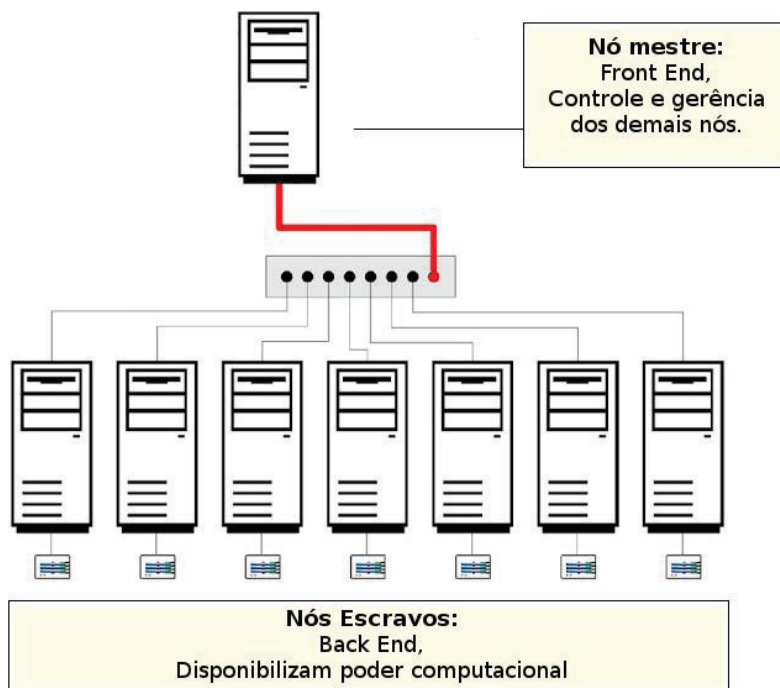 Nó mestre:
Front End,
Controle e gerência
dos demais nós.
Nós Escravos:
Back End,
Disponibilizam poder computacional